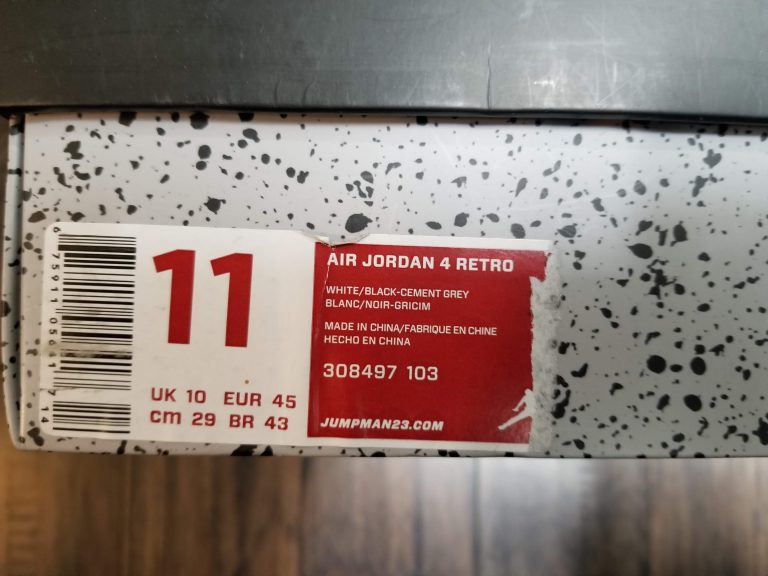 11
UK 10 EUR 45
cm 29 BR 43
AIR JORDAN 4 RETRO
WHITE/BLACK-CEMENT GREY
BLANC/NOIR-GRICIM
MADE IN CHINA/FABRIQUE EN CHINE
HECHO EN CHINA
308497 103
JUMPMAN23.COM